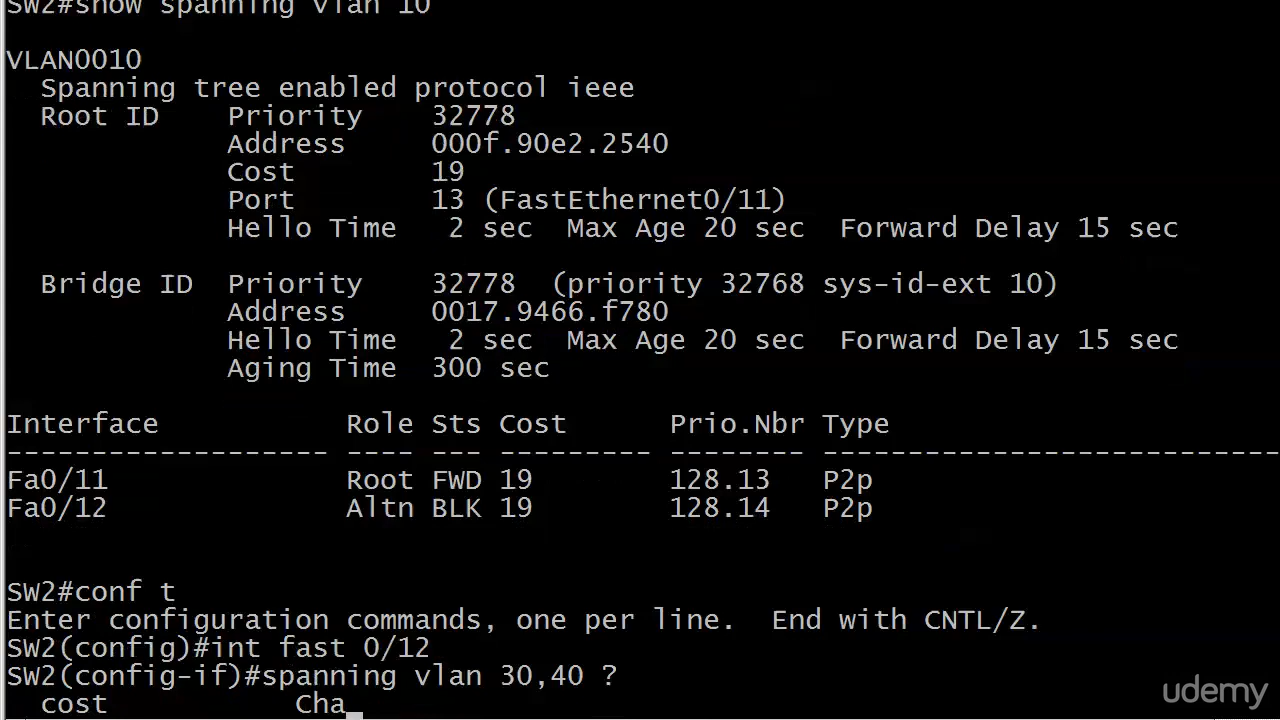 SW2#show spanning vlan 10
VLAN0010
Spanning tree enabled protocol ieee
Root ID Priority 32778
Address 000f.90e2.2540
Cost 19
Port 13 (FastEthernet0/11)
Hello Time 2 sec Max Age 20 sec Forward Delay 15 sec
Bridge ID Priority 32778 (priority 32768 sys-id-ext 10)
Address 0017.9466.f780
Hello Time 2 sec Max Age 20 sec Forward Delay 15 sec
Aging Time 300 sec
Interface Role Sts Cost Prio.Nbr Type
------------------- ---- --- --------- -------- ---------------------------
Fa0/11 Root FWD 19 128.13 P2p
Fa0/12 Altn BLK 19 128.14 P2p
SW2#conf t
Enter configuration commands, one per line. End with CNTL/Z.
SW2(config)#int fast 0/12
SW2(config-if)#spanning vlan 30,40 ?
cost Cha
udemy